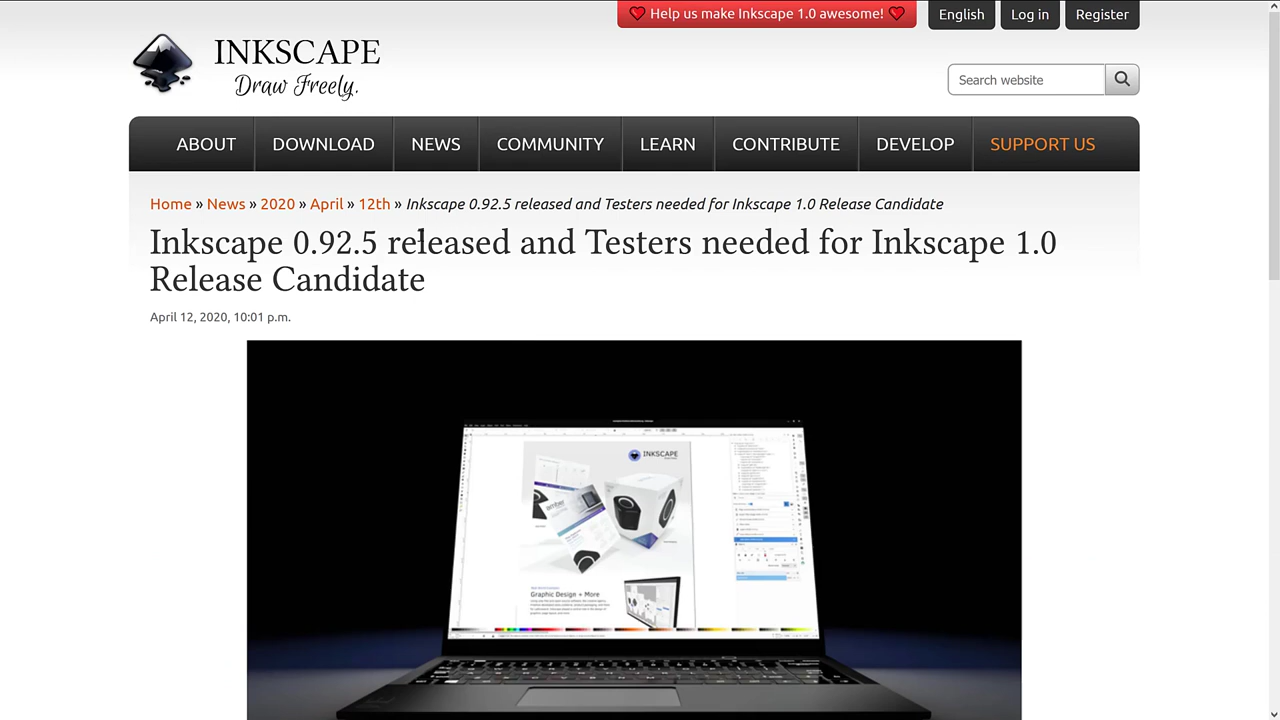 Help us make Inkscape 1.0 awesome!
English
Log in
Register
INKSCAPE
Draw Freely.
Search website
ABOUT
DOWNLOAD
NEWS
COMMUNITY
LEARN
CONTRIBUTE
DEVELOP
SUPPORT US
Home » News » 2020 » April » 12th » Inkscape 0.92.5 released and Testers needed for Inkscape 1.0 Release Candidate
Inkscape 0.92.5 released and Testers needed for Inkscape 1.0
Release Candidate
April 12, 2020, 10:01 p.m.
INKSCAPE
Graphic Design + More